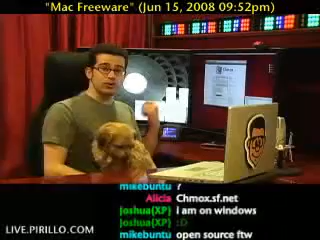 "Mac Freeware" (Jun 15, 2008 09:52pm)
mikebuntu ?
Alicia Chmox.sf.net
Joshua(XP) i am on windows
Joshua(XP) :D
LIVE.PIRILLO.COM mikebuntu open source ftw